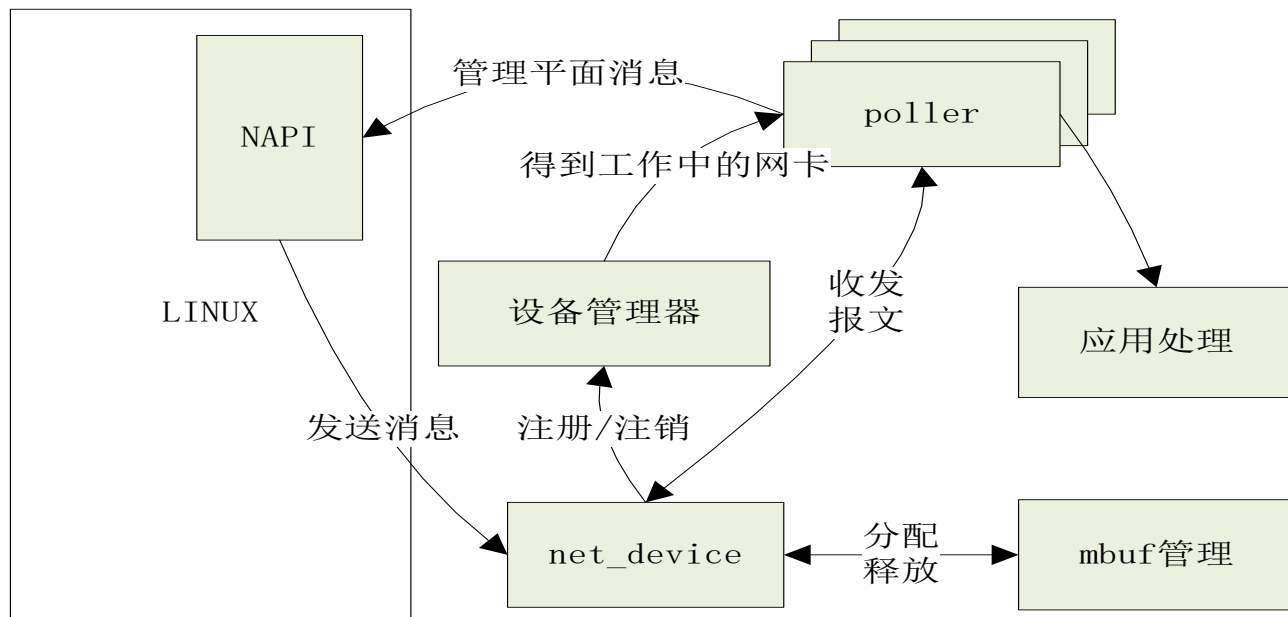 管理平面消息
NAPI
poller
得到工作中的网卡
LINUX
设备管理器
收发
报文
应用处理
发送消息
注册/注销
net_device
分配
释放
mbuf管理